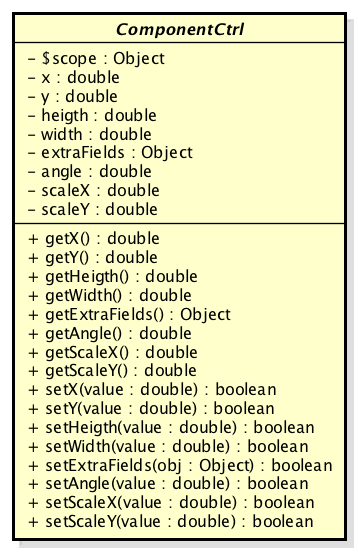 ComponentCtrl
- $scope : Object
- x : double
- y : double
- heigth : double
- width : double
- extraFields : Object
- angle : double
- scaleX : double
- scaleY : double
+ getX() : double
+ getY() : double
+ getHeigth() : double
+ getWidth() : double
+ getExtraFields() : Object
+ getAngle() : double
+ getScaleX() : double
+ getScaleY() : double
+ setX(value : double) : boolean
+ setY(value : double) : boolean
+ setHeigth(value : double) : boolean
+ setWidth(value : double) : boolean
+ setExtraFields(obj : Object) : boolean
+ setAngle(value : double) : boolean
+ setScaleX(value : double) : boolean
+ setScaleY(value : double) : boolean